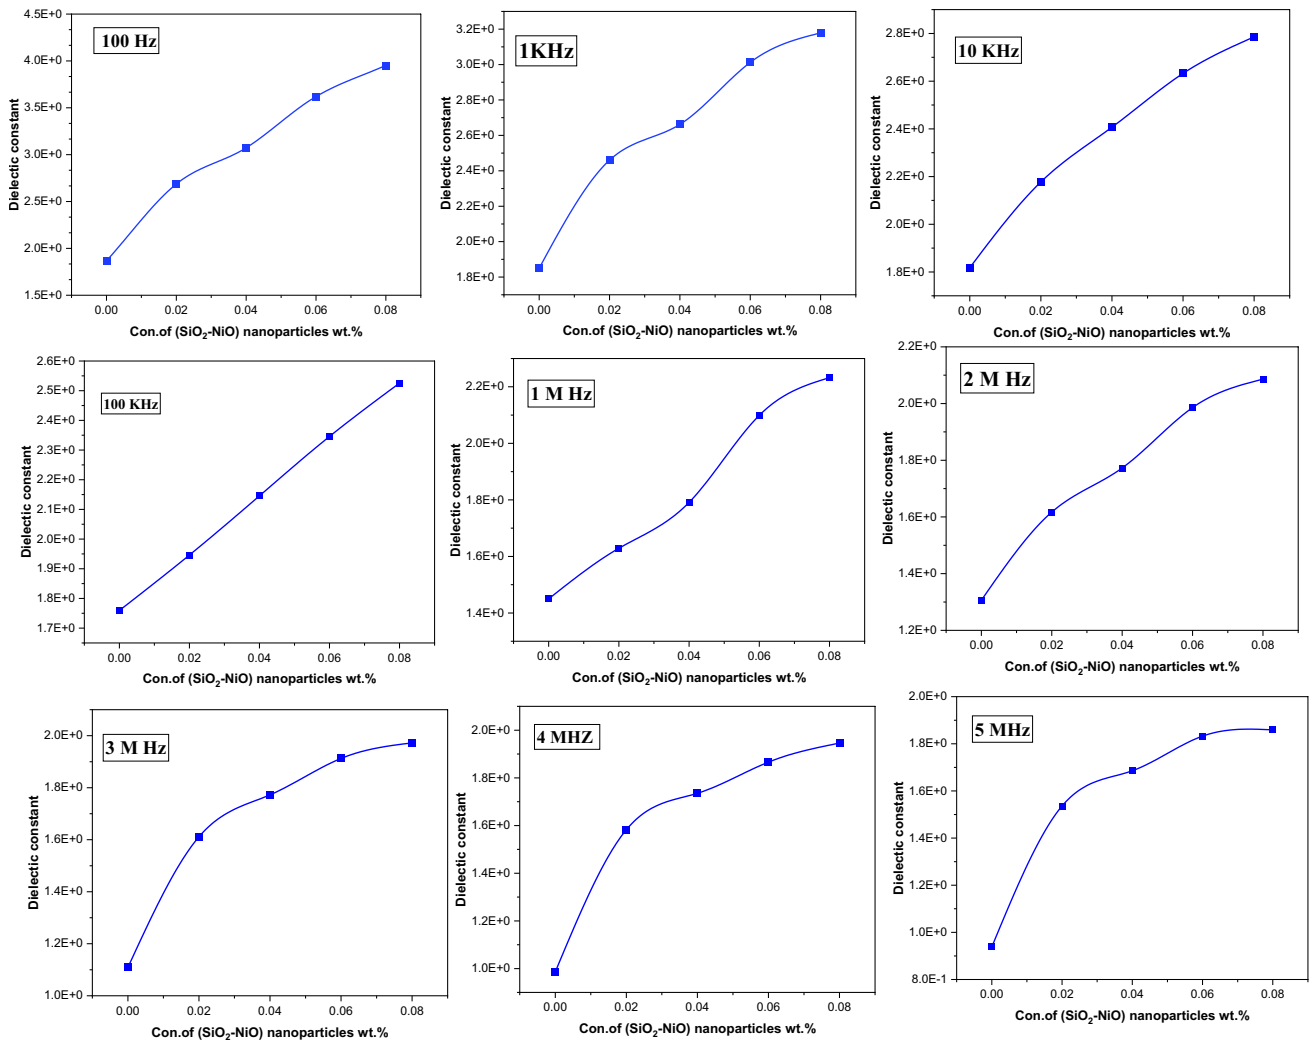 100 Hz
4.5E+0
4.0E+0
3.5E+0
3.0E+0
2.5E+0
2.0E+0
1.5E+0
Dielectic constant
0.00 0.02 0.04 0.06 0.08
Con.of (SiO₂-NiO) nanoparticles wt.%
1KHz
3.2E+0
3.0E+0
2.8E+0
2.6E+0
2.4E+0
2.2E+0
2.0E+0
1.8E+0
Dielectic constant
0.00 0.02 0.04 0.06 0.08
Con.of (SiO₂-NiO) nanoparticles wt.%
10 KHz
2.8E+0
2.6E+0
2.4E+0
2.2E+0
2.0E+0
1.8E+0
Dielectic constant
0.00 0.02 0.04 0.06 0.08
Con.of (SiO₂-NiO) nanoparticles wt.%
100 KHz
2.6E+0
2.5E+0
2.4E+0
2.3E+0
2.2E+0
2.1E+0
2.0E+0
1.9E+0
1.8E+0
1.7E+0
Dielectic constant
0.00 0.02 0.04 0.06 0.08
Con.of (SiO₂-NiO) nanoparticles wt.%
1 M Hz
2.2E+0
2.0E+0
1.8E+0
1.6E+0
1.4E+0
Dielectic constant
0.00 0.02 0.04 0.06 0.08
Con.of (SiO₂-NiO) nanoparticles wt.%
2 M Hz
2.2E+0
2.0E+0
1.8E+0
1.6E+0
1.4E+0
1.2E+0
Dielectic constant
0.00 0.02 0.04 0.06 0.08
Con.of (SiO₂-NiO) nanoparticles wt.%
3 M Hz
2.0E+0
1.8E+0
1.6E+0
1.4E+0
1.2E+0
1.0E+0
Dielectic constant
0.00 0.02 0.04 0.06 0.08
Con.of (SiO₂-NiO) nanoparticles wt.%
4 MHZ
2.0E+0
1.8E+0
1.6E+0
1.4E+0
1.2E+0
1.0E+0
Dielectic constant
0.00 0.02 0.04 0.06 0.08
Con.of (SiO₂-NiO) nanoparticles wt.%
5 MHz
2.0E+0
1.8E+0
1.6E+0
1.4E+0
1.2E+0
1.0E+0
8.0E-1
Dielectic constant
0.00 0.02 0.04 0.06 0.08
Con.of (SiO₂-NiO) nanoparticles wt.%